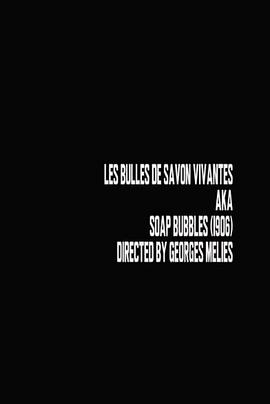 LES BULLES DE SAVON VIVANTES
AKA
SOAP BUBBLES (1906)
DIRECTED BY GEORGES MELIES